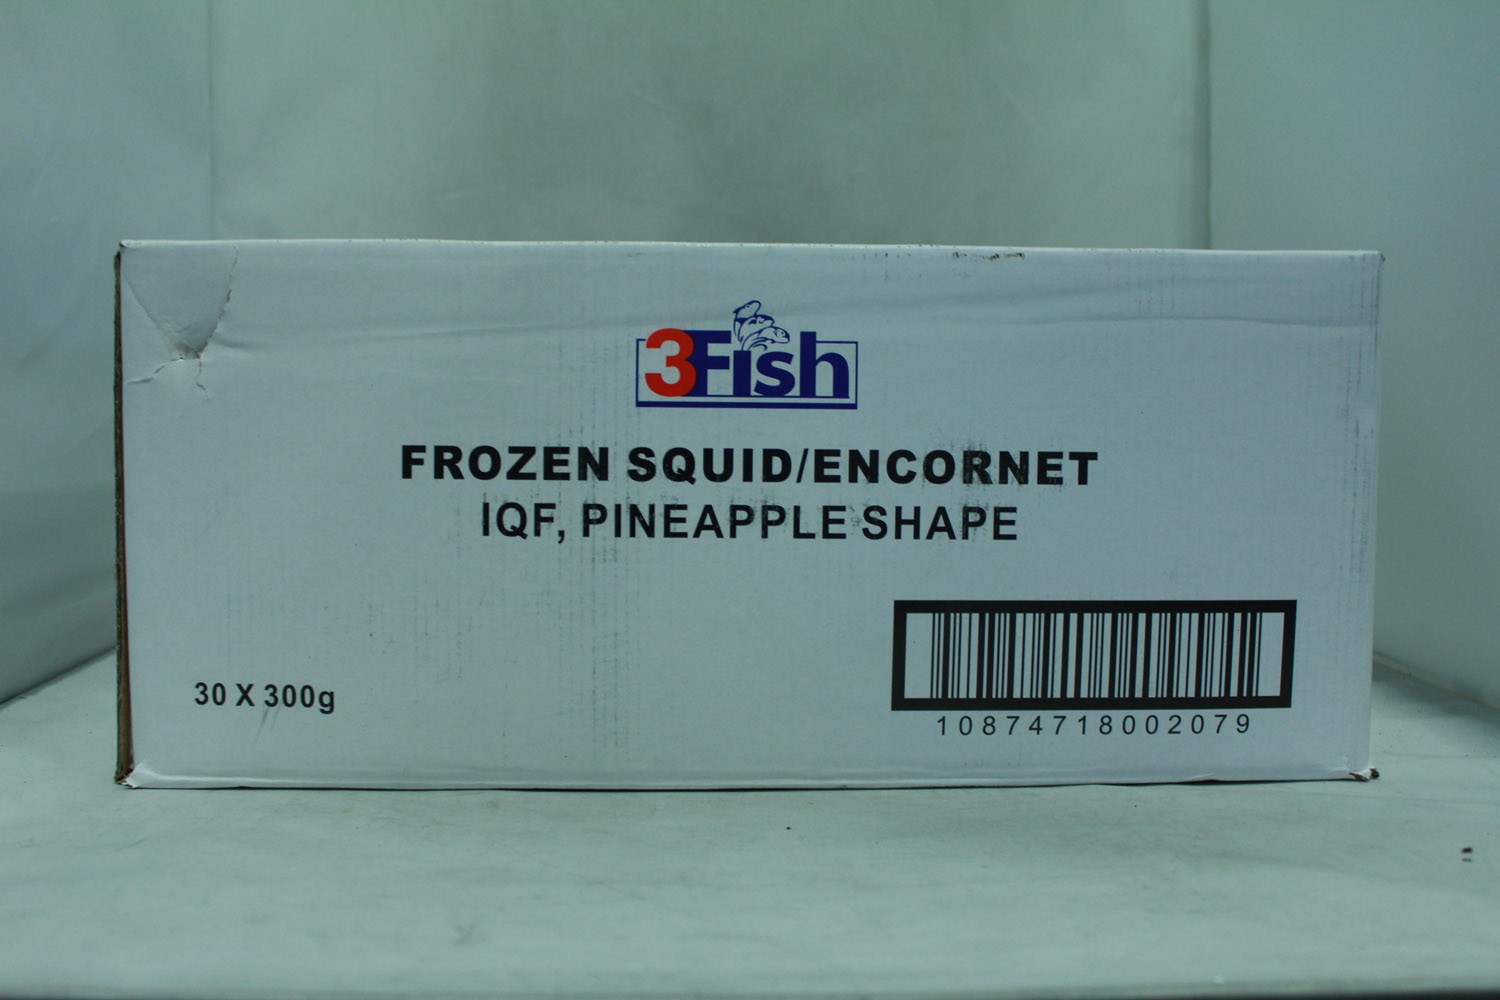 3Fish
FROZEN SQUID/ENCORNET
IQF, PINEAPPLE SHAPE
30 X 300g
10874718002079